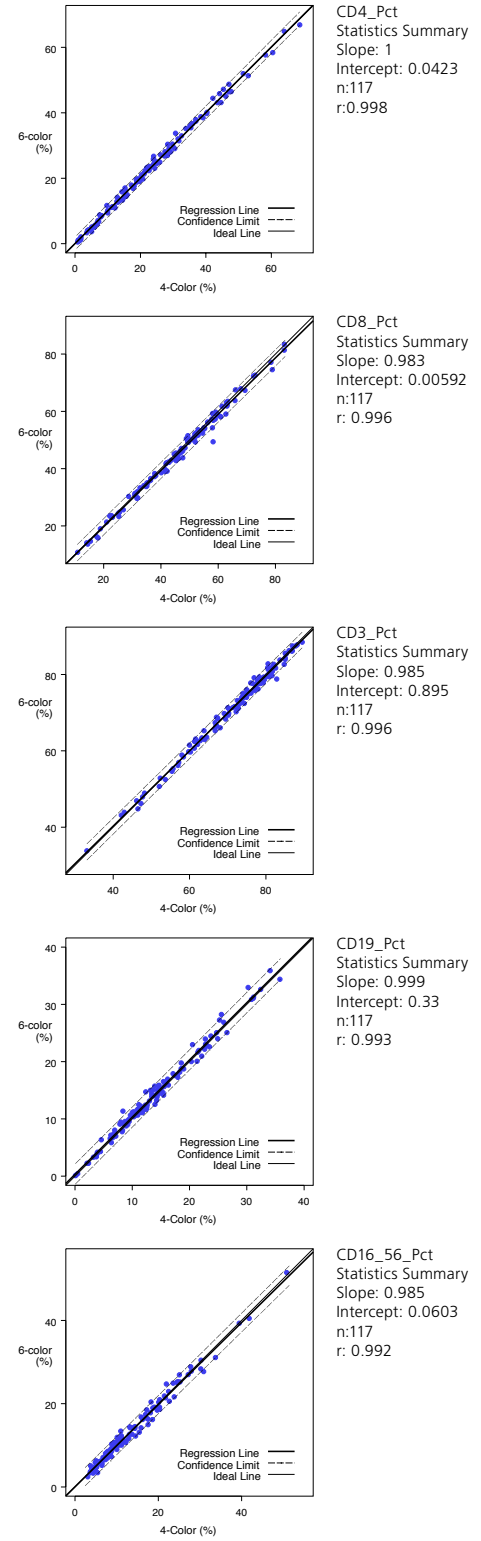 60
40
20
0
6-color
(%)
Regression Line
Confidence Limit
Ideal Line
0 20 40 60
4-Color (%)
CD4_Pct
Statistics Summary
Slope: 1
Intercept: 0.0423
n:117
r:0.998
80
60
40
20
6-color
(%)
Regression Line
Confidence Limit
Ideal Line
20 40 60 80
4-Color (%)
CD8_Pct
Statistics Summary
Slope: 0.983
Intercept: 0.00592
n:117
r: 0.996
80
60
40
6-color
(%)
Regression Line
Confidence Limit
Ideal Line
40 60 80
4-Color (%)
CD3_Pct
Statistics Summary
Slope: 0.985
Intercept: 0.895
n:117
r: 0.996
40
30
20
10
0
6-color
(%)
Regression Line
Confidence Limit
Ideal Line
0 10 20 30 40
4-Color (%)
CD19_Pct
Statistics Summary
Slope: 0.999
Intercept: 0.33
n:117
r: 0.993
40
20
0
6-color
(%)
Regression Line
Confidence Limit
Ideal Line
0 20 40
4-Color (%)
CD16_56_Pct
Statistics Summary
Slope: 0.985
Intercept: 0.0603
n:117
r: 0.992